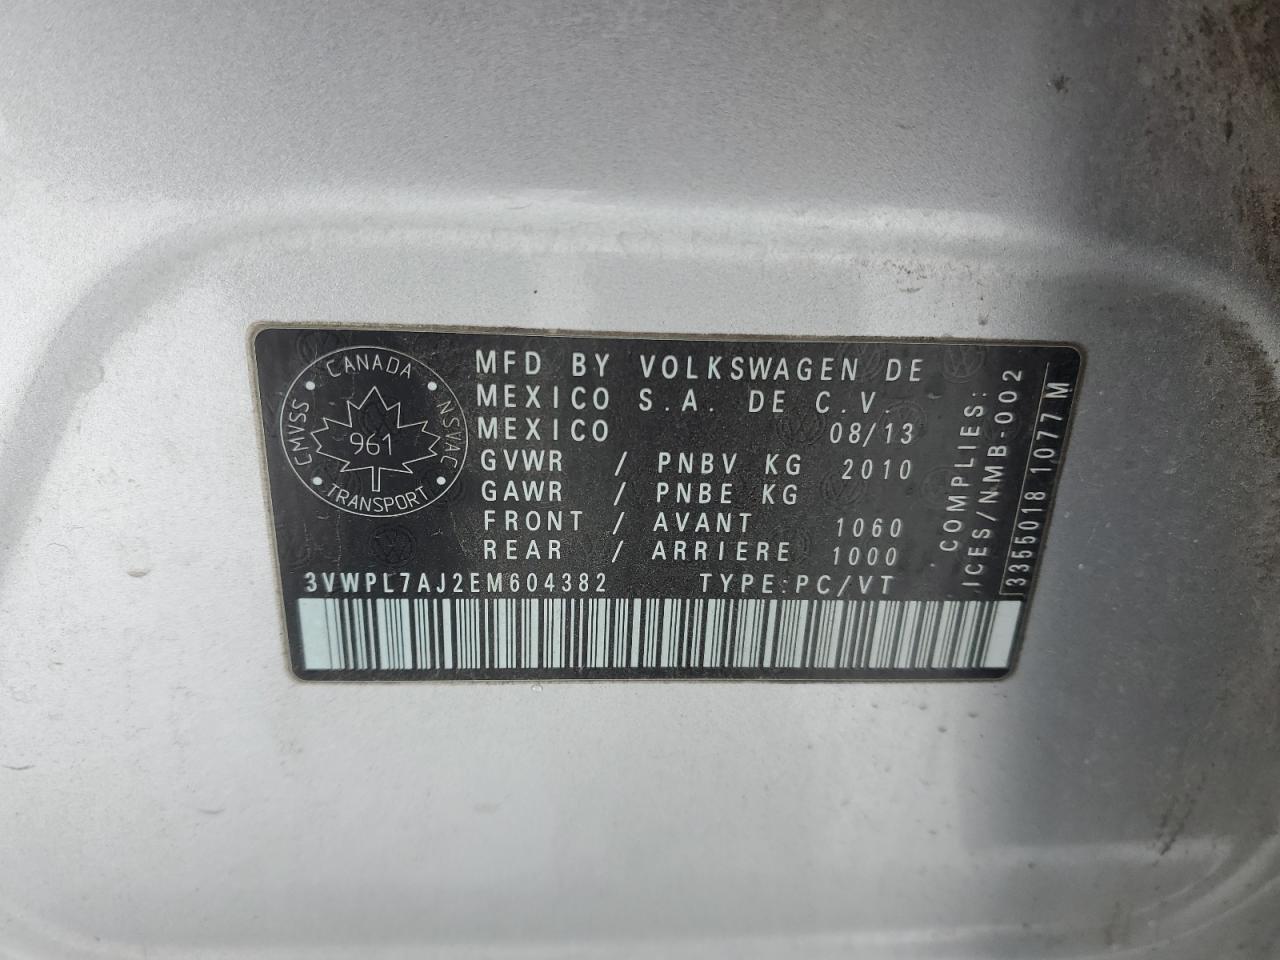 CANADA
CMVSS
NSVAC
961
TRANSPORT
MFD BY VOLKSWAGEN DE
MEXICO S.A. DE C.V.
MEXICO 08/13
GVWR / PNBV KG 2010
GAWR / PNBE KG
FRONT / AVANT 1060
REAR / ARRIERE 1000
3VWPL7AJ2EM604382 TYPE:PC/VT
COMPLIES:
ICES/NMB-002
3355018 1077 M